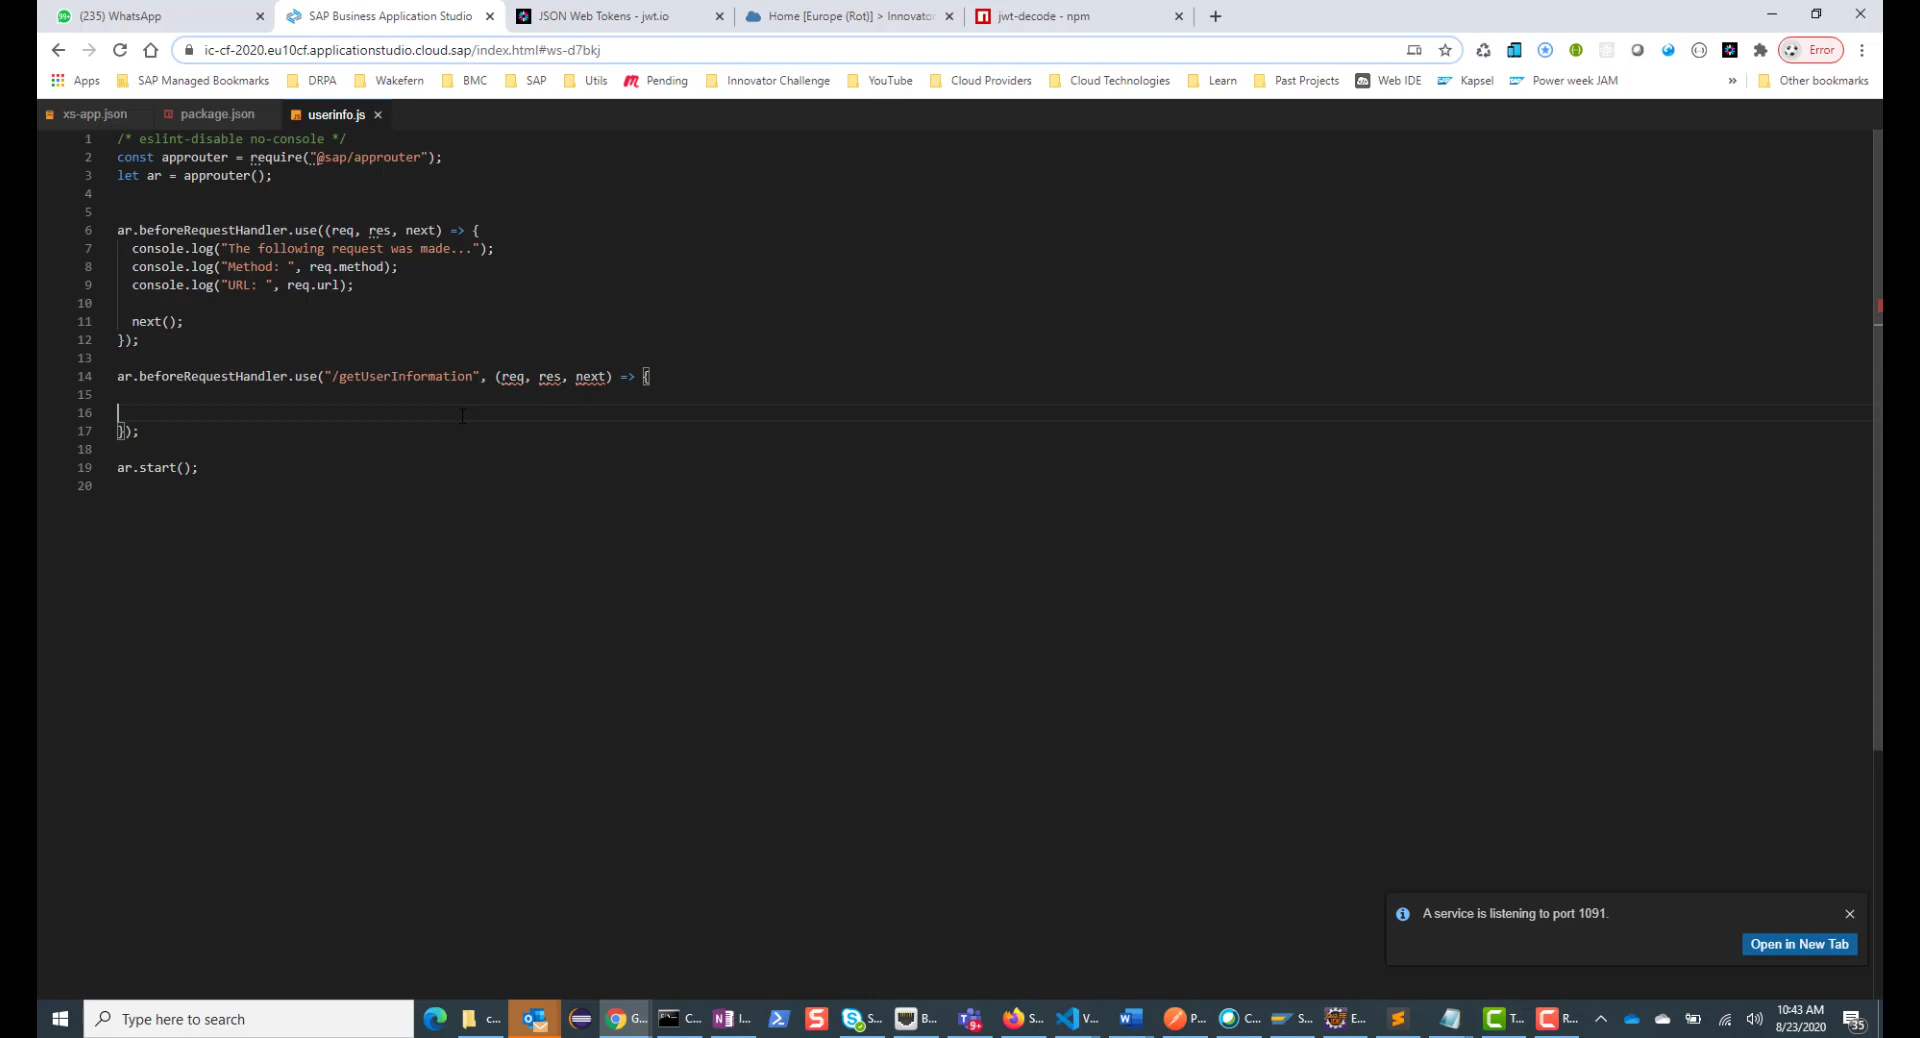 (235) WhatsApp
SAP Business Application Studio
JSON Web Tokens - jwt.io
Home [Europe (Rot)] > Innovator
jwt-decode - npm
ic-cf-2020.eu10cf.applicationstudio.cloud.sap/index.html#ws-d7bkj
Error
Apps SAP Managed Bookmarks DRPA Wakefern BMC SAP Utils Pending Innovator Challenge YouTube Cloud Providers Cloud Technologies Learn Past Projects Web IDE Kapsel Power week JAM » Other bookmarks
xs-app.json package.json userinfo.js
1 /* eslint-disable no-console */
2 const approuter = require("@sap/approuter");
3 let ar = approuter();
4
5
6 ar.beforeRequestHandler.use((req, res, next) => {
7 console.log("The following request was made...");
8 console.log("Method: ", req.method);
9 console.log("URL: ", req.url);
10
11 next();
12 });
13
14 ar.beforeRequestHandler.use("/getUserInformation", (req, res, next) => {
15
16
17 });
18
19 ar.start();
20
A service is listening to port 1091.
Open in New Tab
Type here to search
c...
G...
C...
I...
S...
B...
9+
S...
V...
P...
C...
S...
E...
T...
R...
10:43 AM
8/23/2020
35